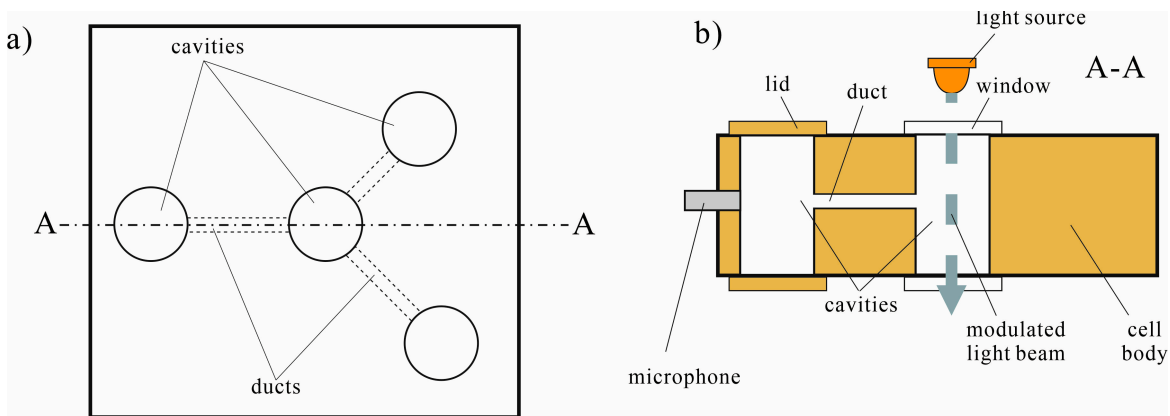 a)
cavities
A
A
ducts
b)
light source
A-A
lid
duct
window
cavities
modulated
light beam
cell
body
microphone